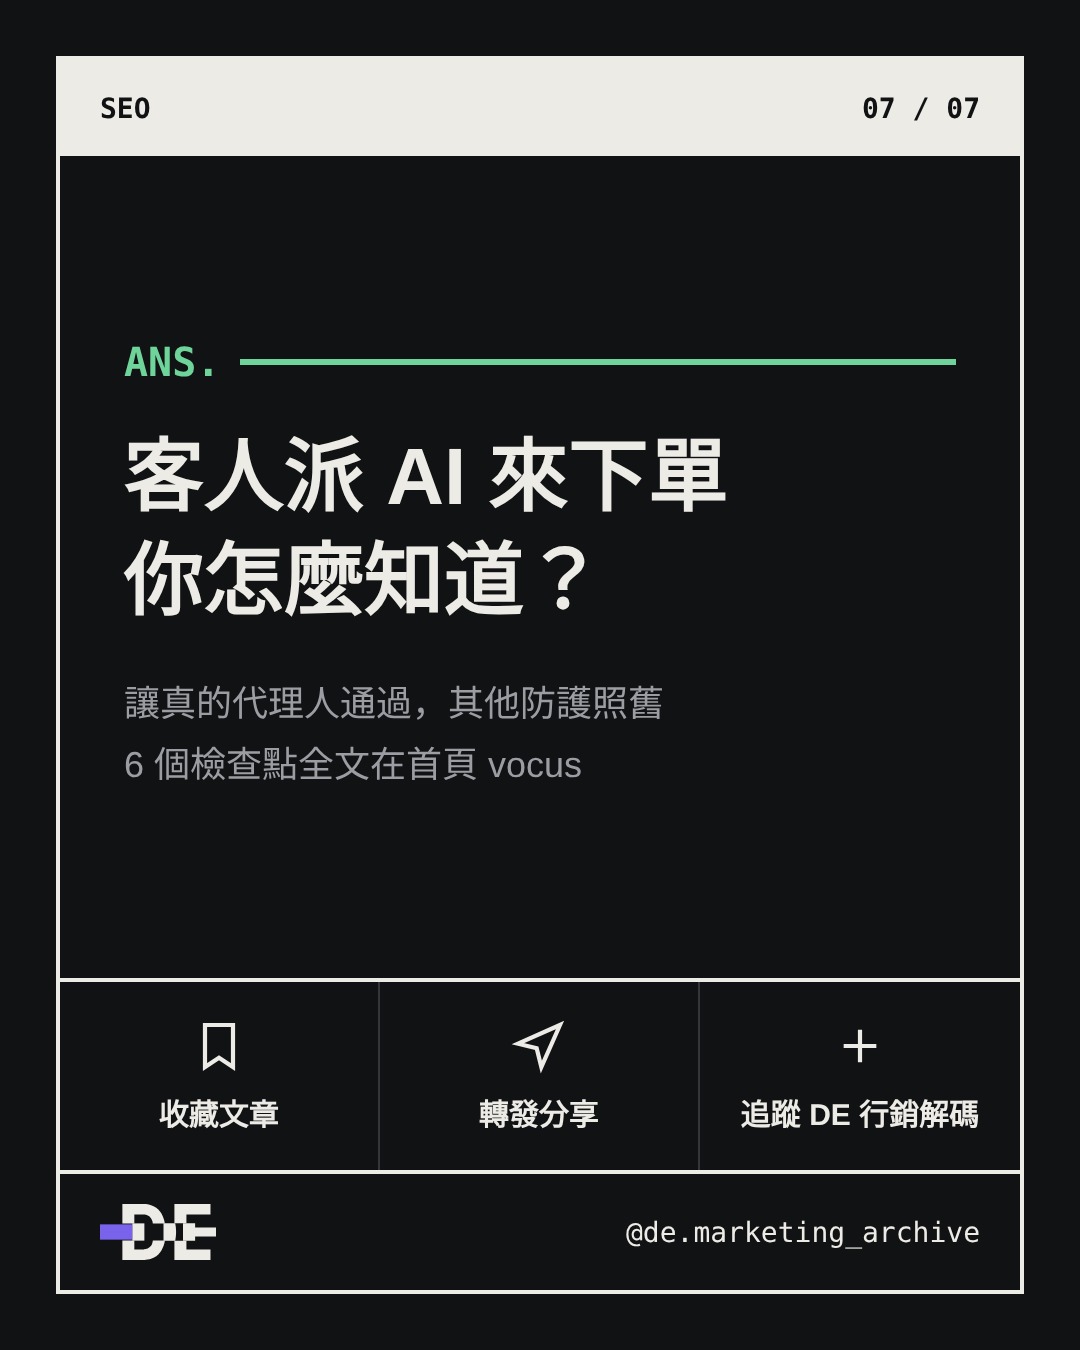 SEO
07 / 07
ANS.
客人派 AI 來下單
你怎麼知道？
讓真的代理人通過，其他防護照舊
6 個檢查點全文在首頁 vocus
收藏文章
轉發分享
追蹤 DE 行銷解碼
DE
@de.marketing_archive